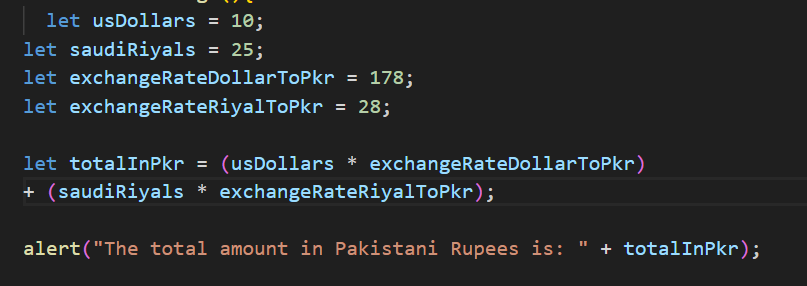 let usDollars = 10;
let saudiRiyals = 25;
let exchangeRateDollarToPkr = 178;
let exchangeRateRiyalToPkr = 28;
let totalInPkr = (usDollars * exchangeRateDollarToPkr)
+ (saudiRiyals * exchangeRateRiyalToPkr);
alert("The total amount in Pakistani Rupees is: " + totalInPkr);